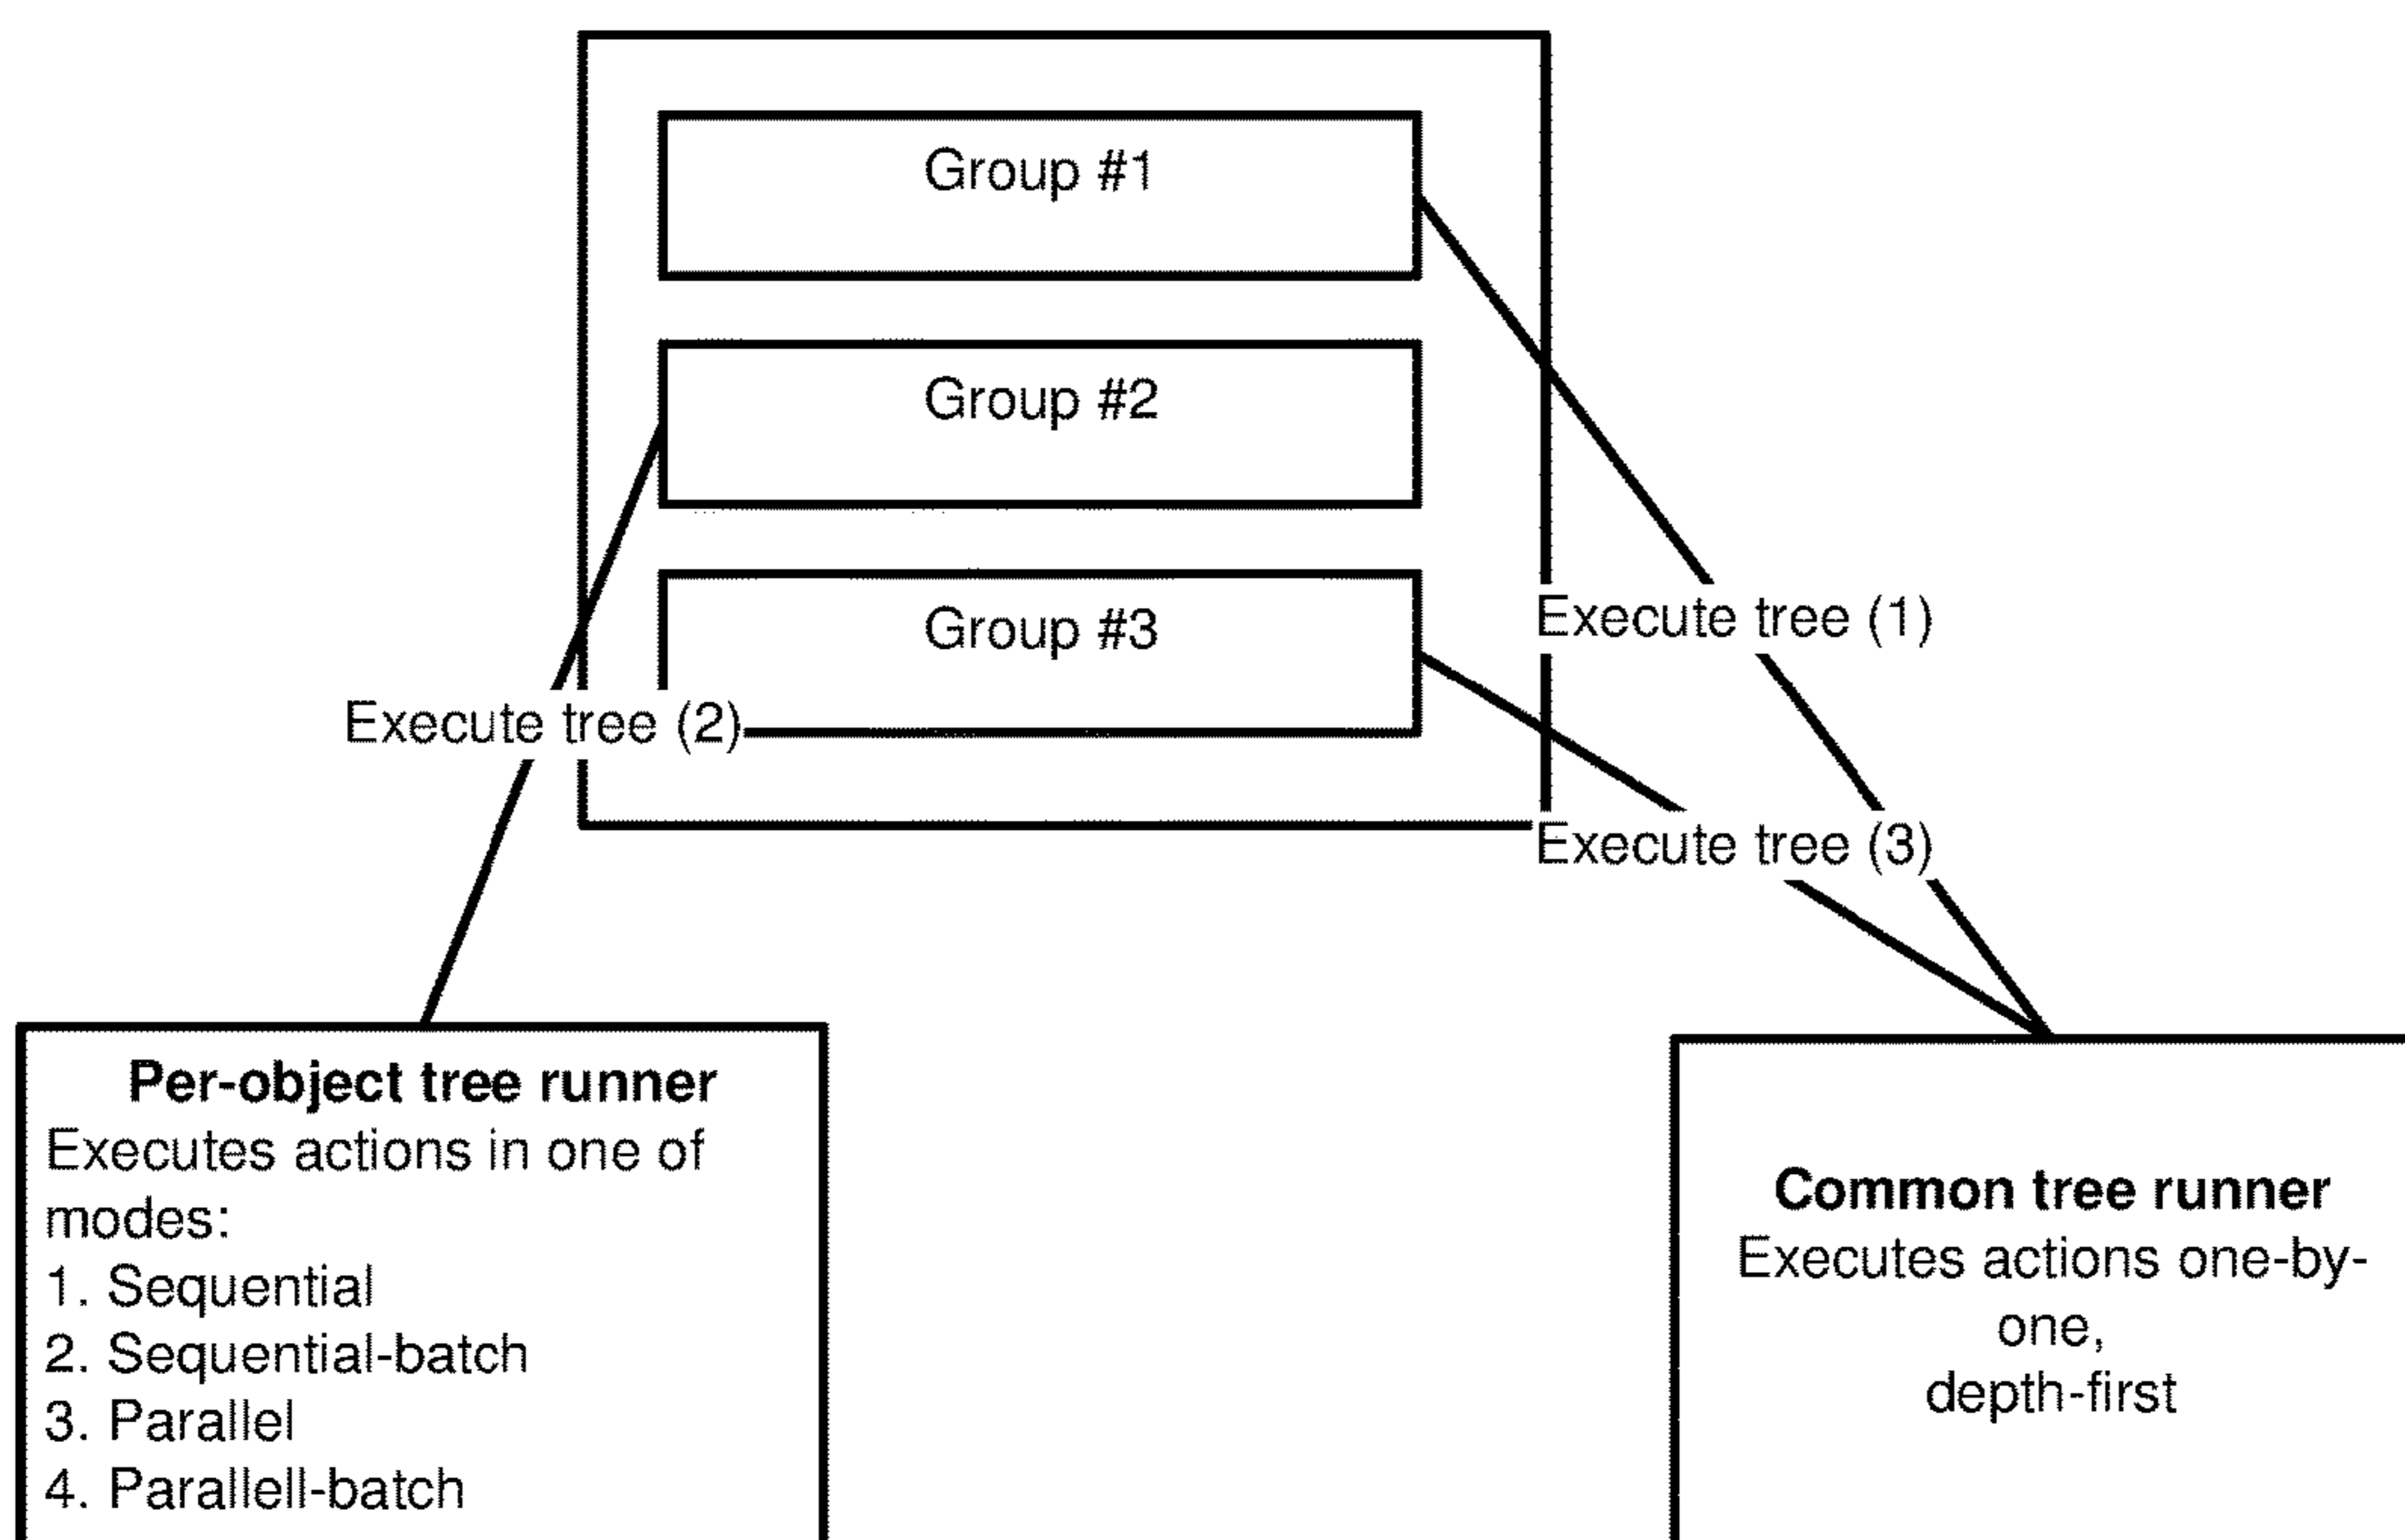 Group #1
Group #2
Group #3
Execute tree (1)
Execute tree (2)
Execute tree (3)
Per-object tree runner
Executes actions in one of
modes:
1. Sequential
2. Sequential-batch
3. Parallel
4. Parallell-batch
Common tree runner
Executes actions one-by-
one,
depth-first